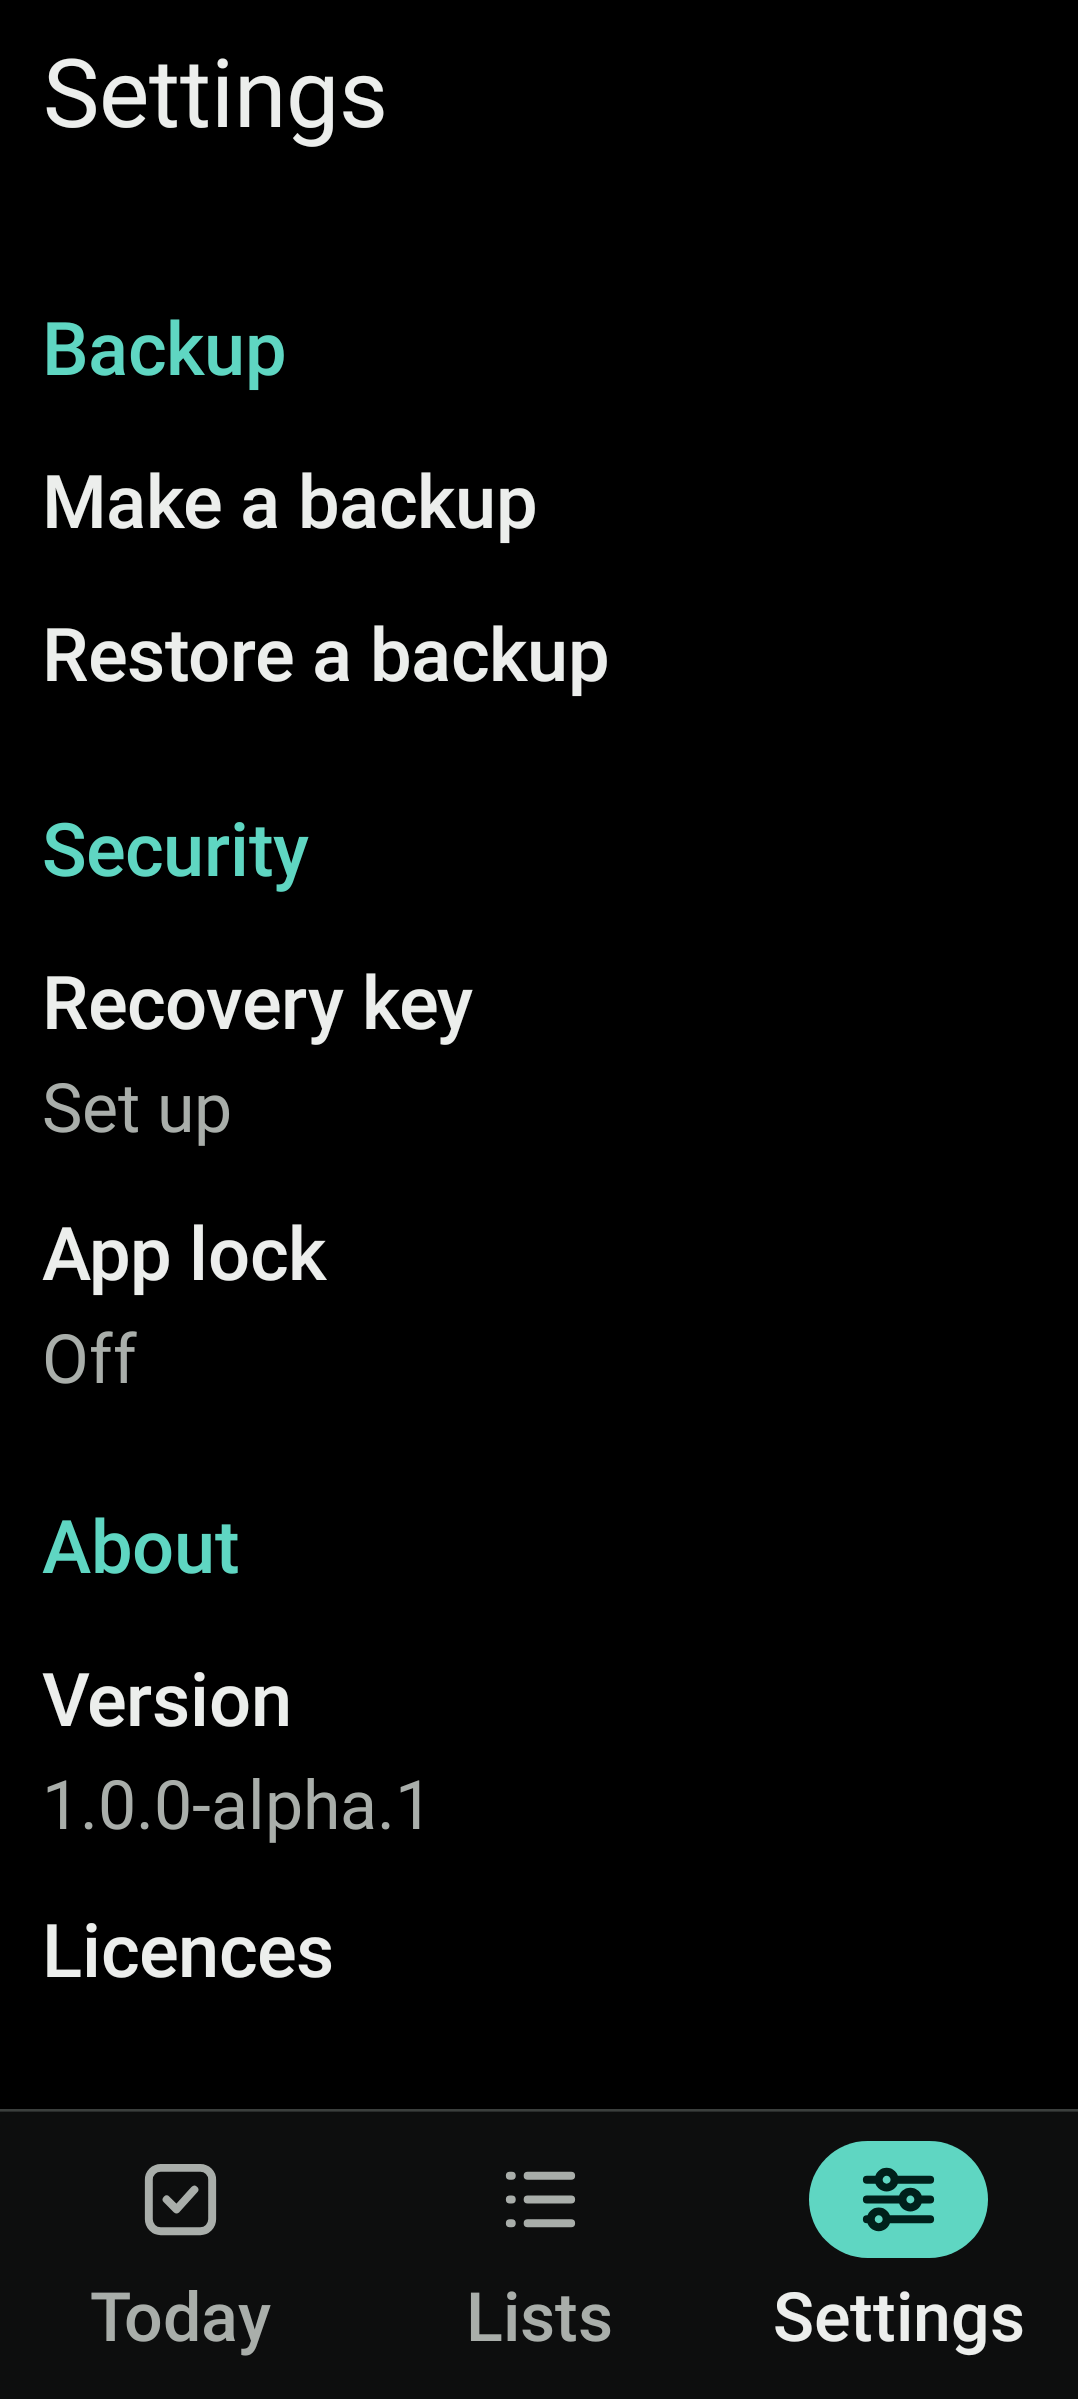 Settings
Backup
Make a backup
Restore a backup
Security
Recovery key
Set up
App lock
Off
About
Version
1.0.0-alpha.1
Licences
Today
Lists
Settings